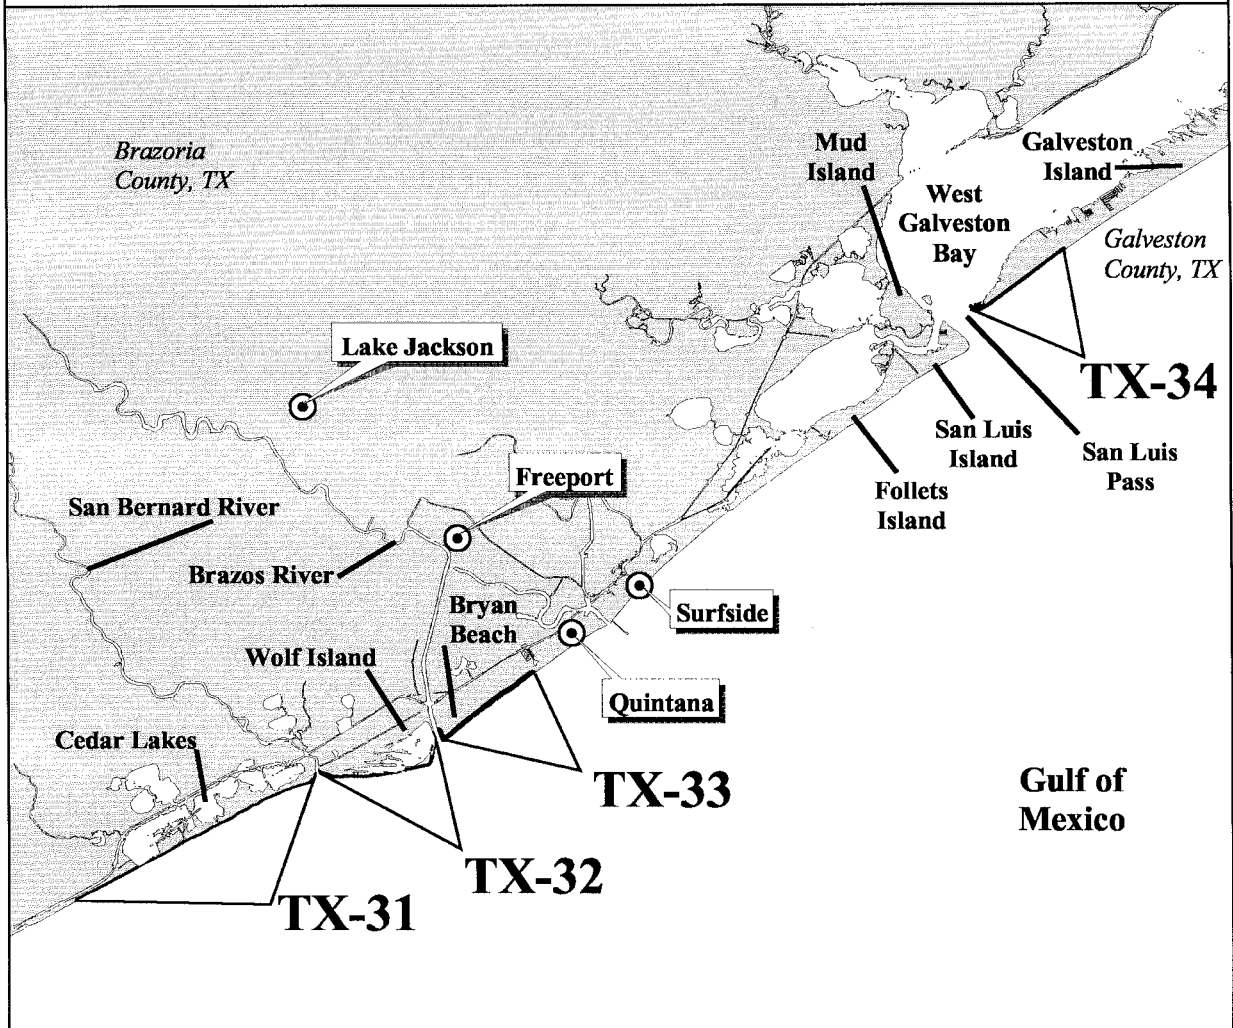 Brazoria
County, TX
Mud
Island
Galveston
Island
West
Galveston
Bay
Galveston
County, TX
Lake Jackson
TX-34
San Luis
Island
San Luis
Pass
Freeport
Follets
Island
San Bernard River
Brazos River
Bryan
Beach
Surfside
Wolf Island
Quintana
Cedar Lakes
TX-33
Gulf of
Mexico
TX-32
TX-31